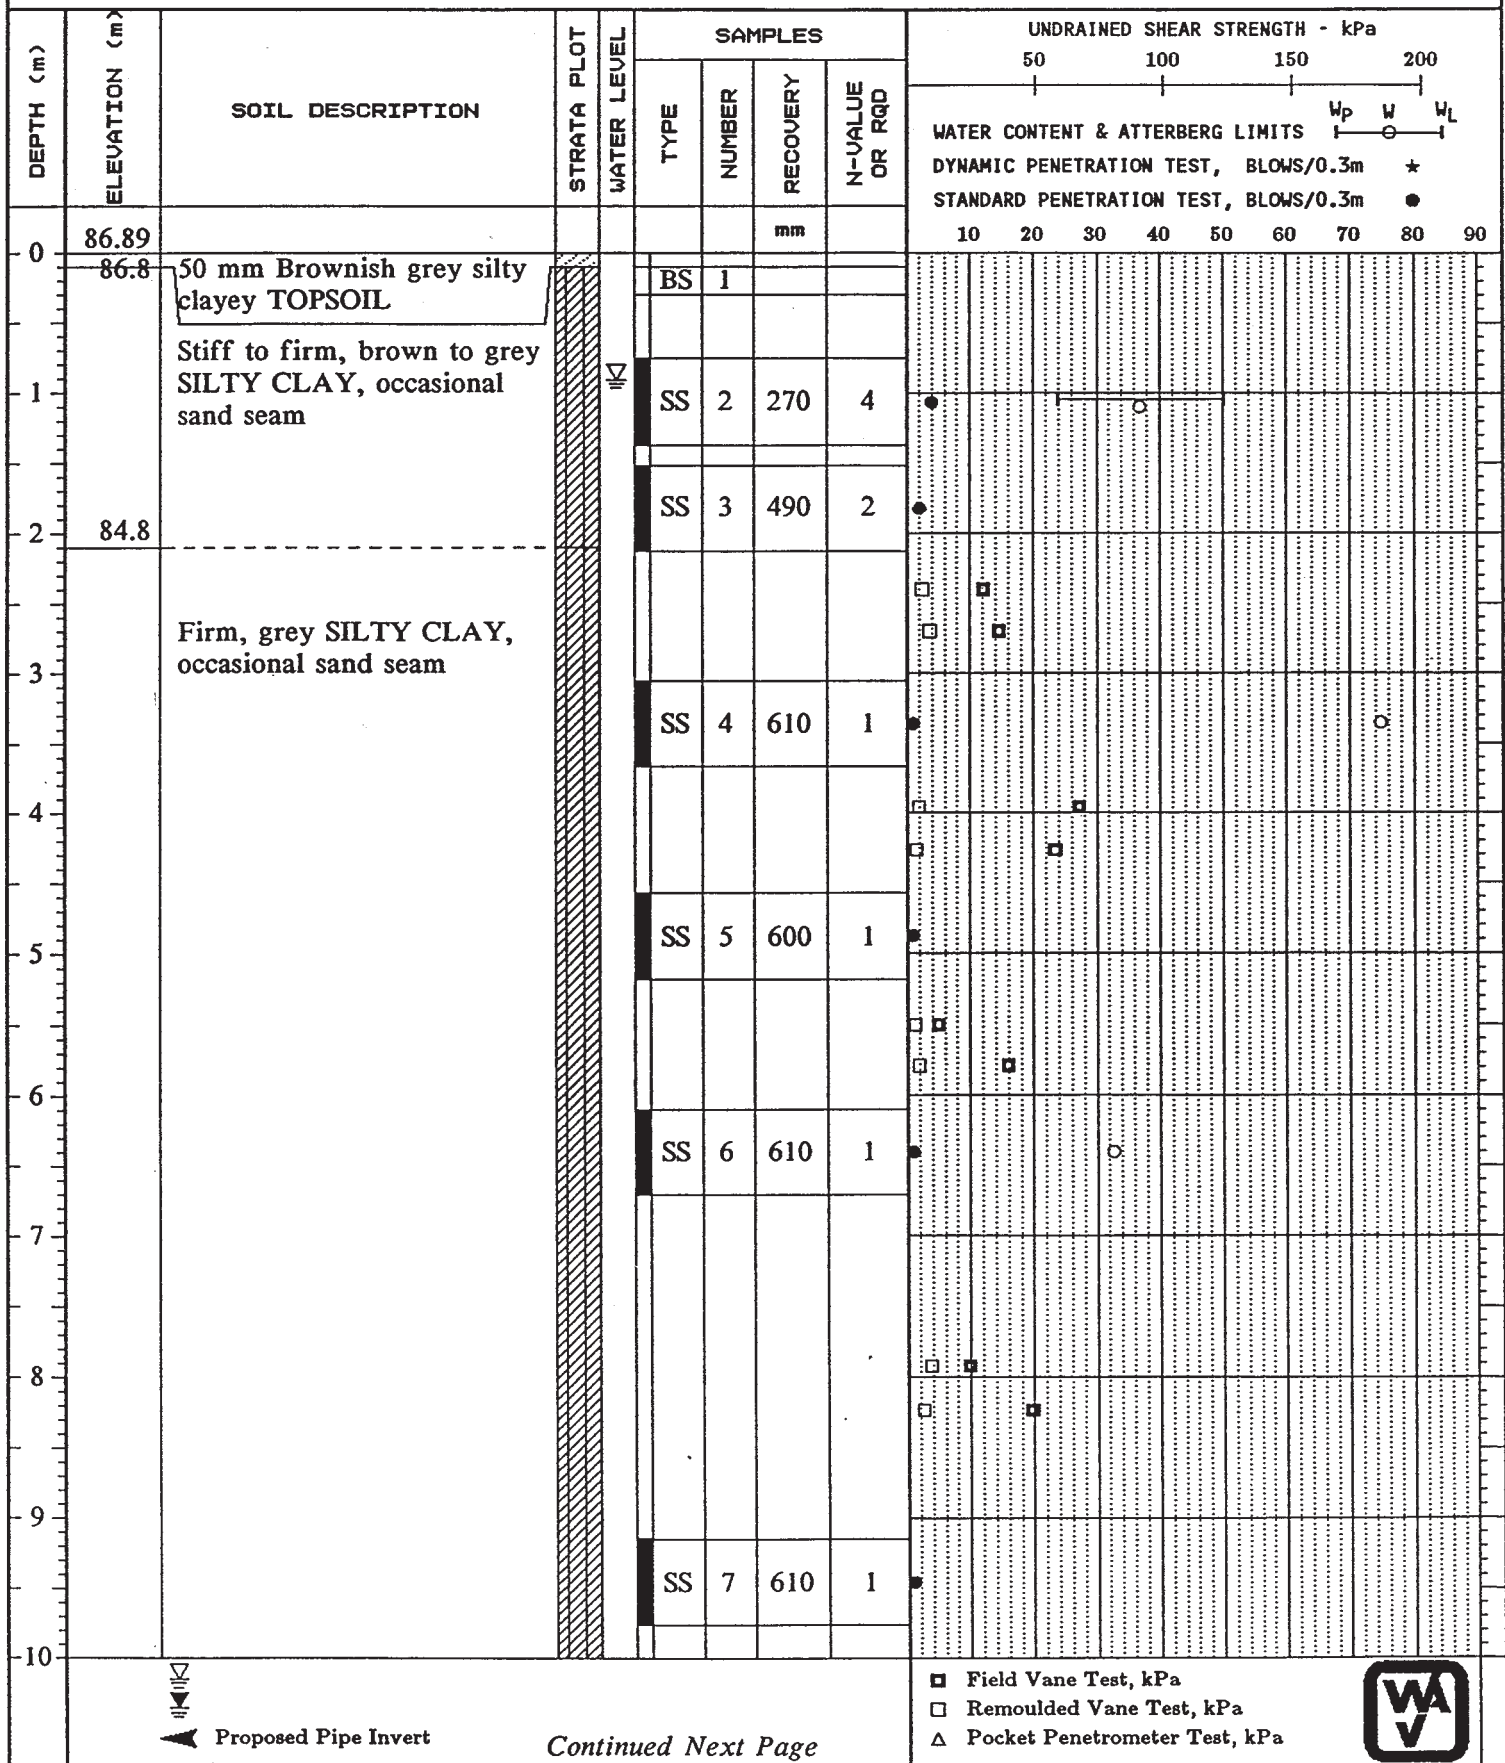 DEPTH (m)
ELEVATION (m)
SOIL DESCRIPTION
STRATA PLOT
WATER LEVEL
SAMPLES
TYPE
NUMBER
RECOVERY
N-VALUE
OR RQD
UNDRAINED SHEAR STRENGTH - kPa
50 100 150 200
WATER CONTENT & ATTERBERG LIMITS WP W WL
DYNAMIC PENETRATION TEST, BLOWS/0.3m ★
STANDARD PENETRATION TEST, BLOWS/0.3m ●
mm
10 20 30 40 50 60 70 80 90
0 86.89
86.8 50 mm Brownish grey silty
clayey TOPSOIL
BS 1
Stiff to firm, brown to grey
SILTY CLAY, occasional
sand seam
1
SS 2 270 4
SS 3 490 2
2 84.8
Firm, grey SILTY CLAY,
occasional sand seam
3
SS 4 610 1
4
SS 5 600 1
5
6
SS 6 610 1
7
8
9
SS 7 610 1
10
Proposed Pipe Invert
Continued Next Page
Field Vane Test, kPa
Remoulded Vane Test, kPa
Pocket Penetrometer Test, kPa
WAV